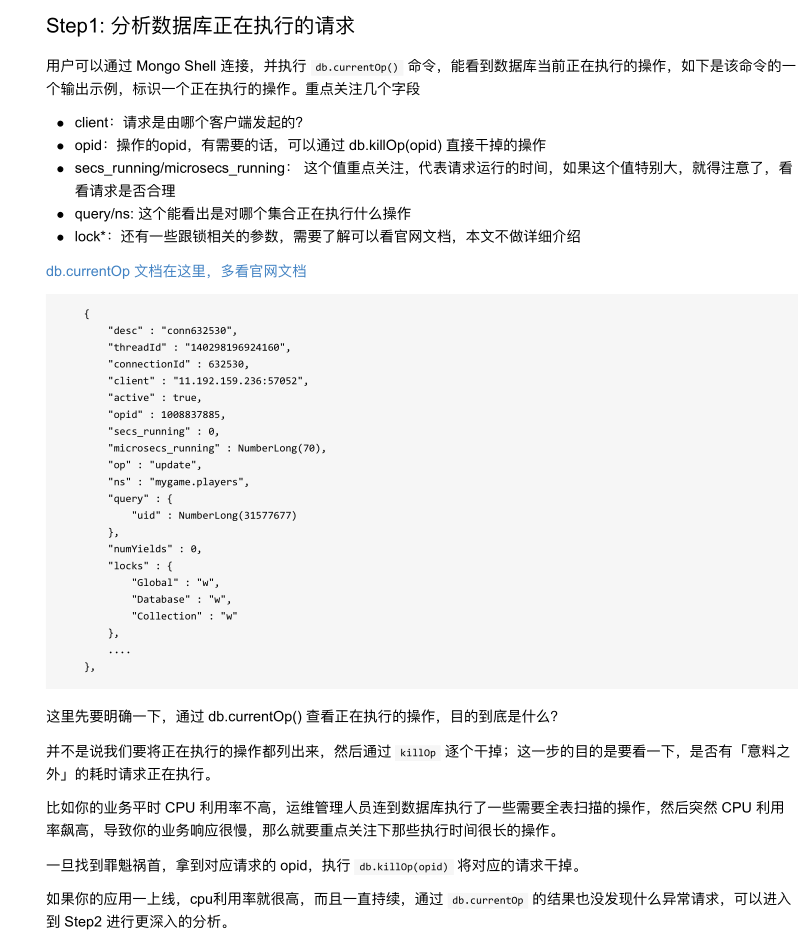 Step1: 分析数据库正在执行的请求
用户可以通过 Mongo Shell 连接，并执行 db.currentOp() 命令，能看到数据库当前正在执行的操作，如下是该命令的一
个输出示例，标识一个正在执行的操作。重点关注几个字段
● client：请求是由哪个客户端发起的?
● opid：操作的opid，有需要的话，可以通过 db.killOp(opid) 直接干掉的操作
● secs_running/microsecs_running： 这个值重点关注，代表请求运行的时间，如果这个值特别大，就得注意了，看
看请求是否合理
● query/ns: 这个能看出是对哪个集合正在执行什么操作
● lock*：还有一些跟锁相关的参数，需要了解可以看官网文档，本文不做详细介绍
db.currentOp 文档在这里，多看官网文档
{
"desc" : "conn632530",
"threadId" : "140298196924160",
"connectionId" : 632530,
"client" : "11.192.159.236:57052",
"active" : true,
"opid" : 1008837885,
"secs_running" : 0,
"microsecs_running" : NumberLong(70),
"op" : "update",
"ns" : "mygame.players",
"query" : {
"uid" : NumberLong(31577677)
},
"numYields" : 0,
"locks" : {
"Global" : "w",
"Database" : "w",
"Collection" : "w"
},
....
},
这里先要明确一下，通过 db.currentOp() 查看正在执行的操作，目的到底是什么?
并不是说我们要将正在执行的操作都列出来，然后通过 killOp 逐个干掉；这一步的目的是要看一下，是否有「意料之
外」的耗时请求正在执行。
比如你的业务平时 CPU 利用率不高，运维管理人员连到数据库执行了一些需要全表扫描的操作，然后突然 CPU 利用
率飙高，导致你的业务响应很慢，那么就要重点关注下那些执行时间很长的操作。
一旦找到罪魁祸首，拿到对应请求的 opid，执行 db.killOp(opid) 将对应的请求干掉。
如果你的应用一上线，cpu利用率就很高，而且一直持续，通过 db.currentOp 的结果也没发现什么异常请求，可以进入
到 Step2 进行更深入的分析。